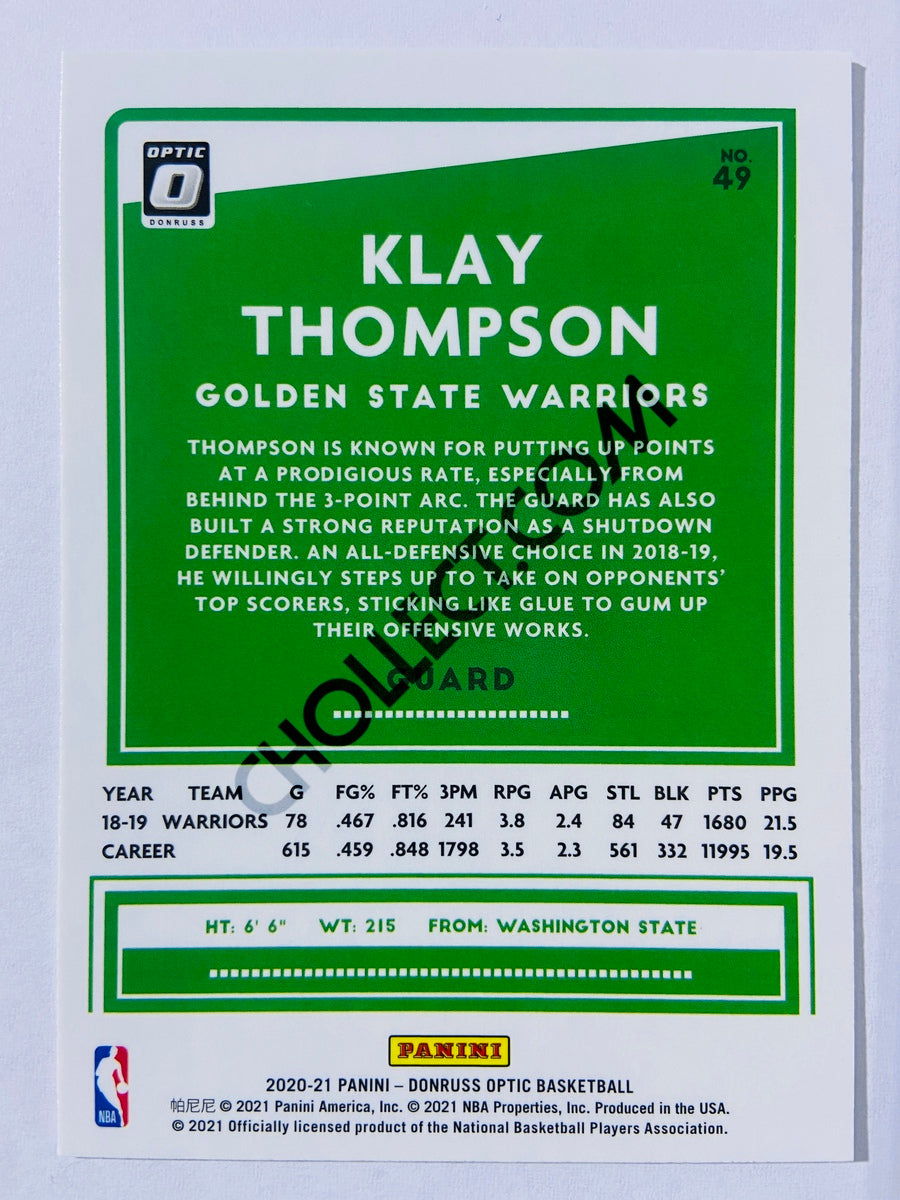 OPTIC
O
DONRUSS
NO.
49
KLAY
THOMPSON
GOLDEN STATE WARRIORS
THOMPSON IS KNOWN FOR PUTTING UP POINTS
AT A PRODIGIOUS RATE, ESPECIALLY FROM
BEHIND THE 3-POINT ARC. THE GUARD HAS ALSO
BUILT A STRONG REPUTATION AS A SHUTDOWN
DEFENDER. AN ALL-DEFENSIVE CHOICE IN 2018-19,
HE WILLINGLY STEPS UP TO TAKE ON OPPONENTS'
TOP SCORERS, STICKING LIKE GLUE TO GUM UP
THEIR OFFENSIVE WORKS.
GUARD
CHOLLECT.COM
YEAR TEAM G FG% FT% 3PM RPG APG STL BLK PTS PPG
18-19 WARRIORS 78 .467 .816 241 3.8 2.4 84 47 1680 21.5
CAREER 615 .459 .848 1798 3.5 2.3 561 332 11995 19.5
HT: 6' 6" WT: 215 FROM: WASHINGTON STATE
PANINI
NBA
2020-21 PANINI – DONRUSS OPTIC BASKETBALL
帕尼尼 © 2021 Panini America, Inc. © 2021 NBA Properties, Inc. Produced in the USA.
© 2021 Officially licensed product of the National Basketball Players Association.